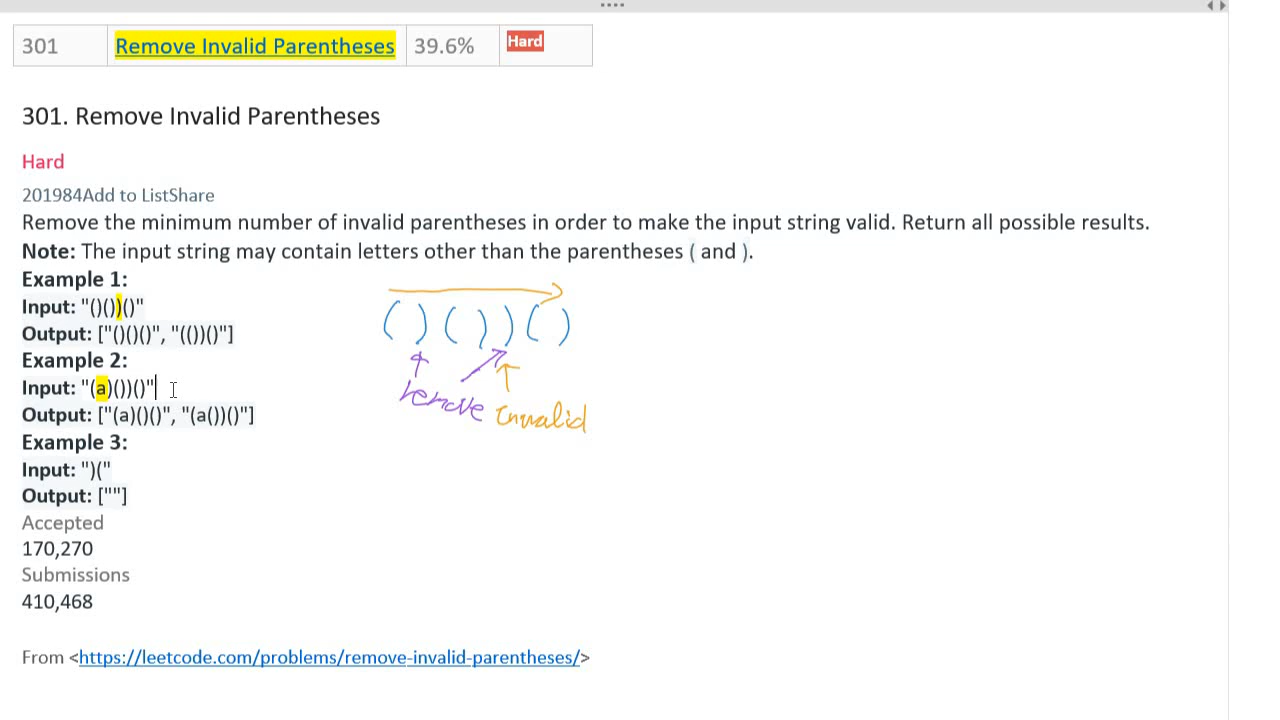 301 Remove Invalid Parentheses 39.6% Hard
301. Remove Invalid Parentheses
Hard
201984Add to ListShare
Remove the minimum number of invalid parentheses in order to make the input string valid. Return all possible results.
Note: The input string may contain letters other than the parentheses ( and ).
Example 1:
Input: "()())()"
Output: ["()()()", "(())()"]
Example 2:
Input: "(a)())()"
Output: ["(a)()()", "(a())()"]
Example 3:
Input: ")("
Output: [""]
Accepted
170,270
Submissions
410,468
From <https://leetcode.com/problems/remove-invalid-parentheses/>
( ) ( ) ) ( )
remove invalid